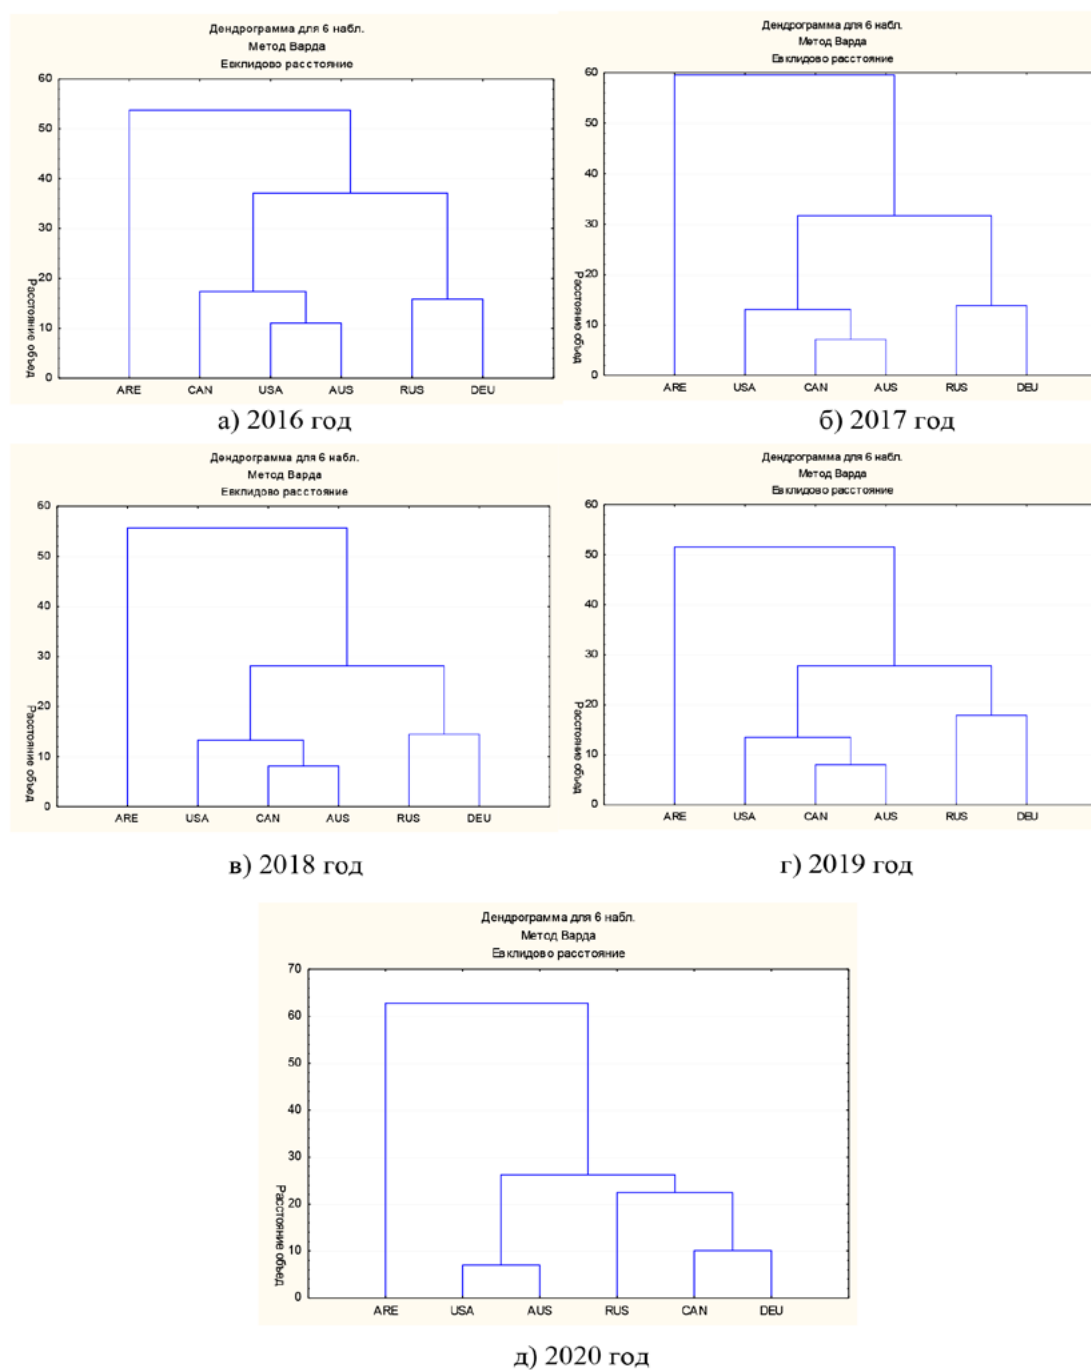 Дендрограмма для 6 набл.
Метод Варда
Евклидово расстояние
60
50
40
30
20
10
0
Расстояние объед
ARE CAN USA AUS RUS DEU
а) 2016 год
Дендрограмма для 6 набл.
Метод Варда
Евклидово расстояние
60
50
40
30
20
10
0
Расстояние объед
ARE USA CAN AUS RUS DEU
б) 2017 год
Дендрограмма для 6 набл.
Метод Варда
Евклидово расстояние
60
50
40
30
20
10
0
Расстояние объед
ARE USA CAN AUS RUS DEU
в) 2018 год
Дендрограмма для 6 набл.
Метод Варда
Евклидово расстояние
60
50
40
30
20
10
0
Расстояние объед
ARE USA CAN AUS RUS DEU
г) 2019 год
Дендрограмма для 6 набл.
Метод Варда
Евклидово расстояние
70
60
50
40
30
20
10
0
Расстояние объед
ARE USA AUS RUS CAN DEU
д) 2020 год